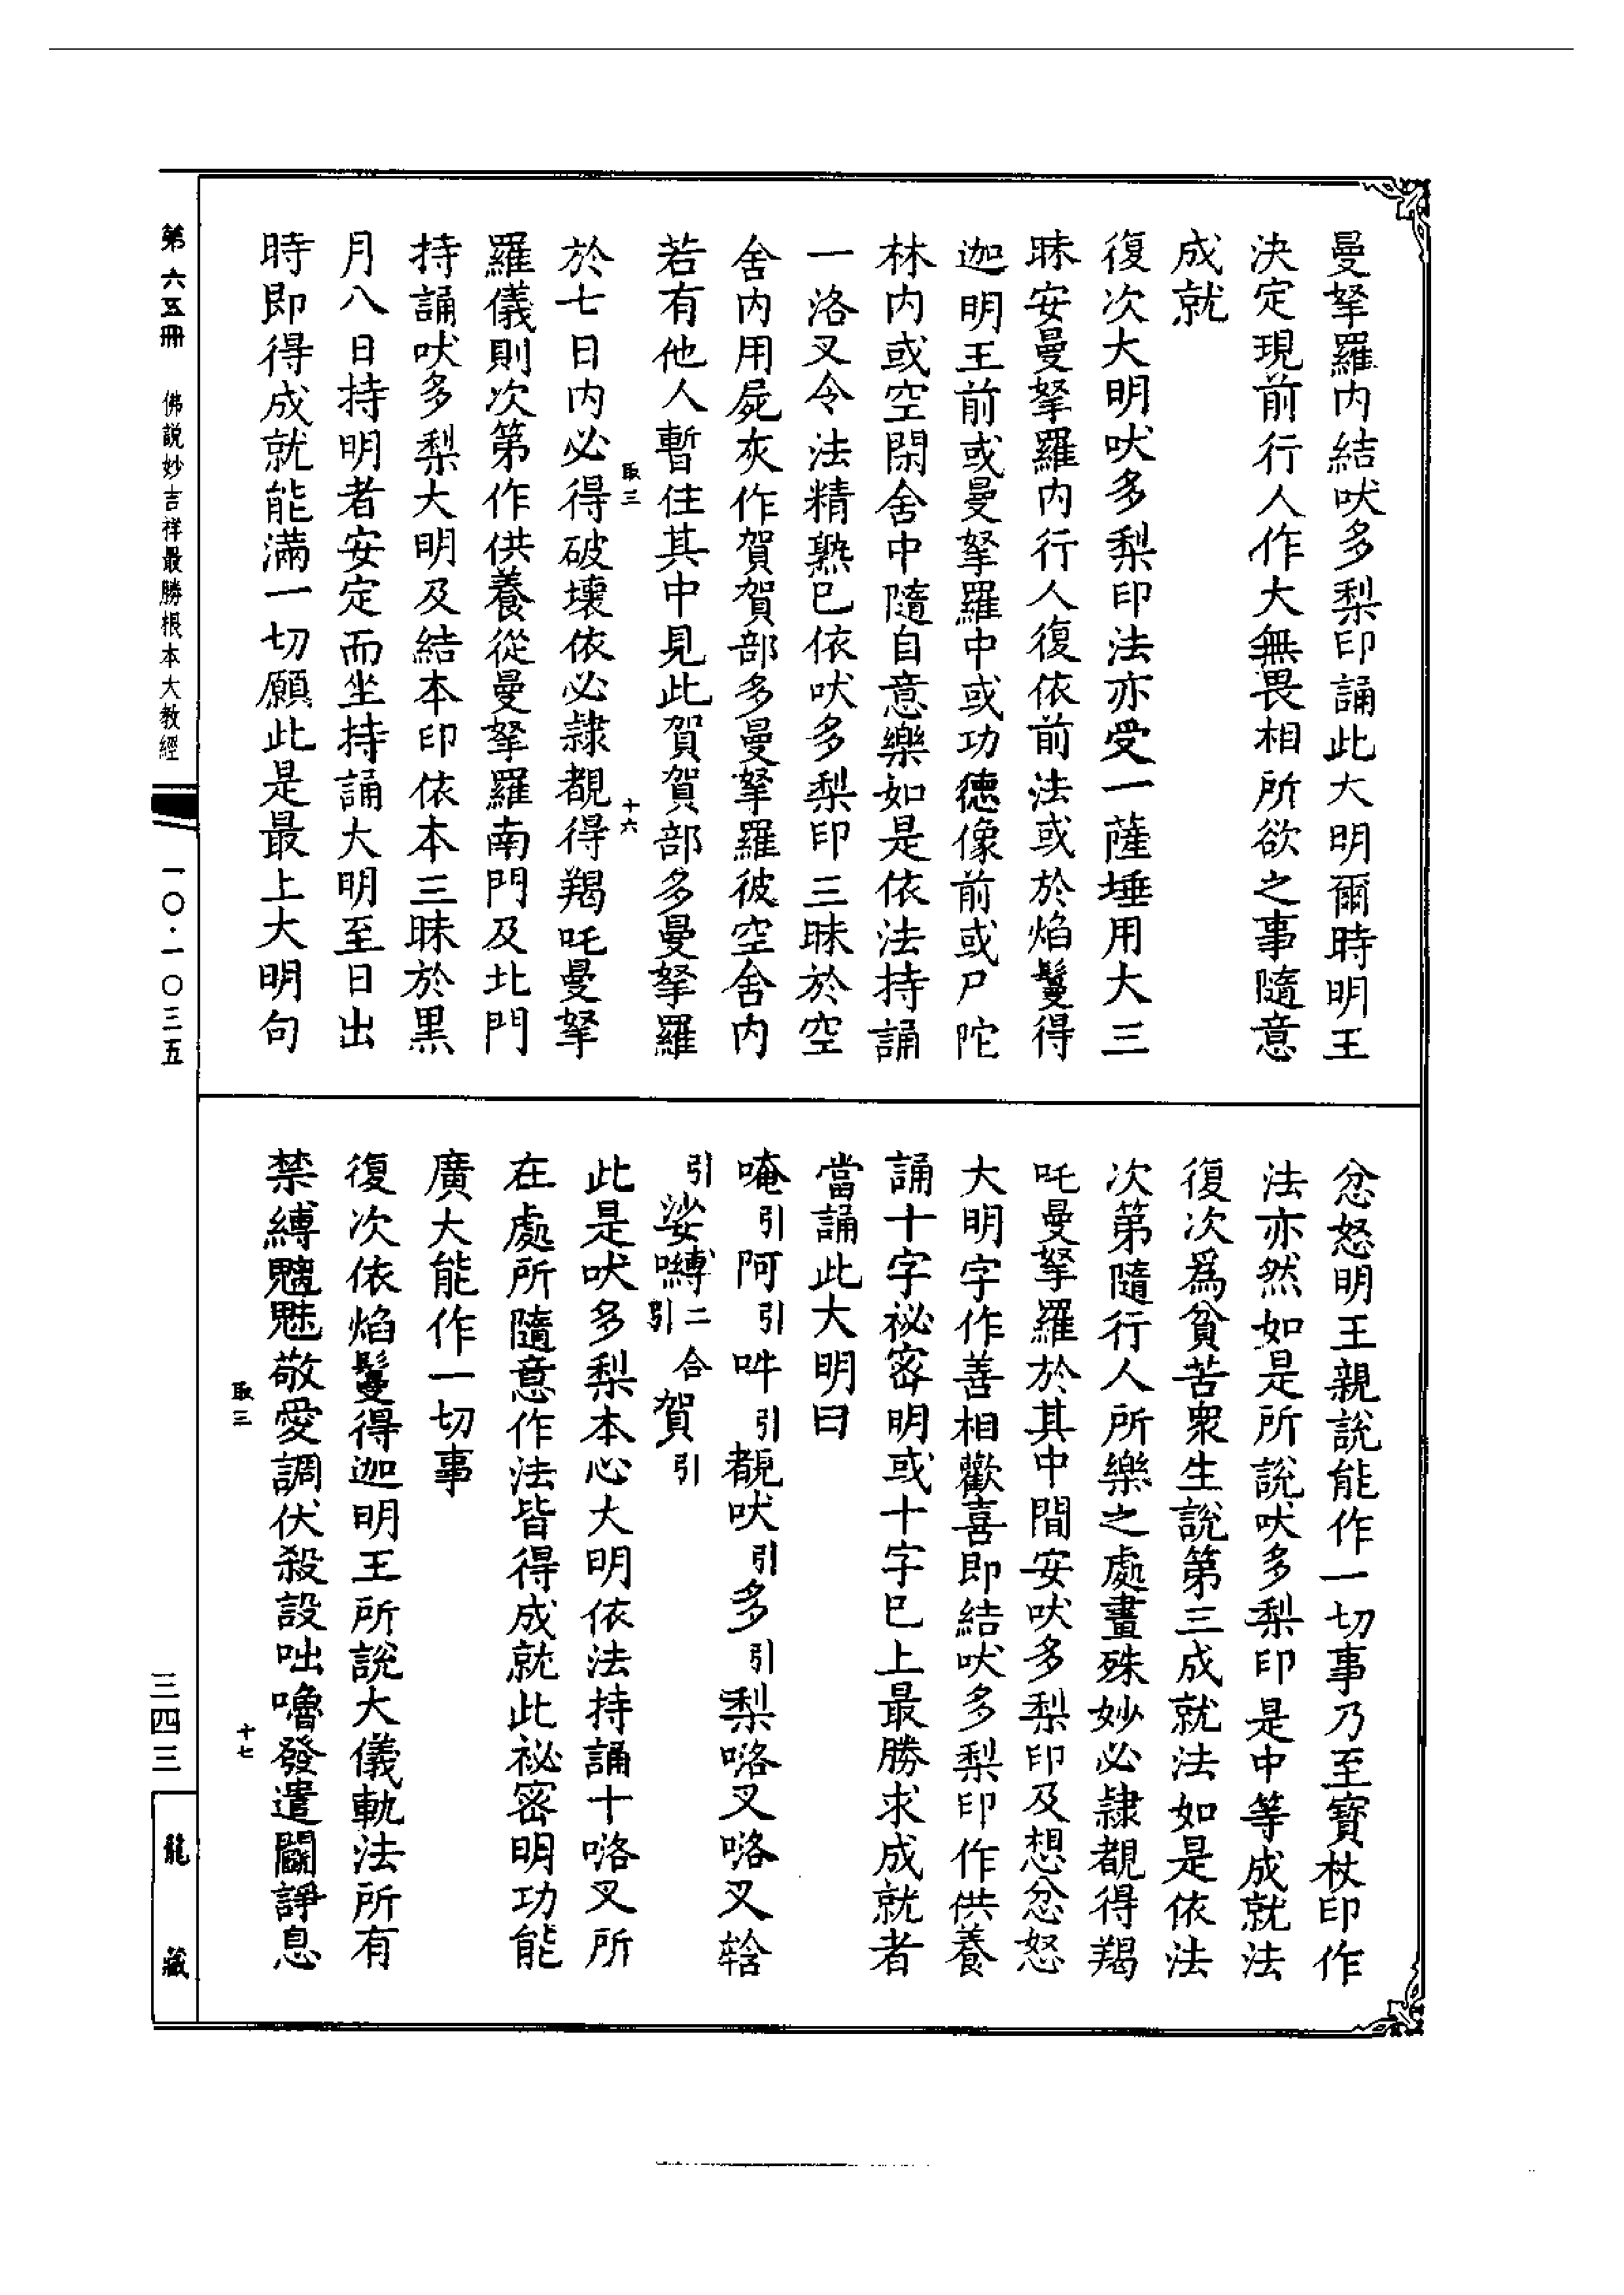 曼拏羅内結吠多梨印誦此大明爾時明王
決定現前行人作大無畏相所欲之事隨意
成就
復次大明吠多梨印法亦受一薩埵用大三
昧安曼拏羅内行人復依前法或於焰鬘得
迦明王前或曼拏羅中或功德像前或尸陀
林内或空閑舍中隨自意樂如是依法持誦
一洛叉令法精熟已依吠多梨印三昧於空
舍内用屍灰作賀賀部多曼拏羅彼空舍内
若有他人暫住其中見此賀賀部多曼拏羅
取三 十六
於七日内必得破壞依必隷覩得羯吒曼拏
羅儀則次第作供養從曼拏羅南門及北門
持誦吠多梨大明及結本印依本三昧於黑
月八日持明者安定而坐持誦大明至日出
時即得成就能滿一切願此是最上大明句
忿怒明王親說能作一切事乃至寶杖印作
法亦然如是所說吠多梨印是中等成就法
復次爲貧苦衆生說第三成就法如是依法
次第隨行人所樂之處畫殊妙必隷覩得羯
吒曼拏羅於其中間安吠多梨印及想忿怒
大明字作善相歡喜即結吠多梨印作供養
誦十字祕密明或十字已上最勝求成就者
當誦此大明曰
唵引阿引吽引覩吠引多引梨咯叉咯叉轄
引娑嚩二合引賀引
此是吠多梨本心大明依法持誦十咯叉所
在處所隨意作法皆得成就此祕密明功能
廣大能作一切事
復次依焰鬘得迦明王所說大儀軌法所有
禁縛魑魅敬愛調伏殺設咄嚕發遣鬭諍息
取三 十七
第六五冊 佛說妙吉祥最勝根本大教經 一〇·一〇三五
三四三 龍藏